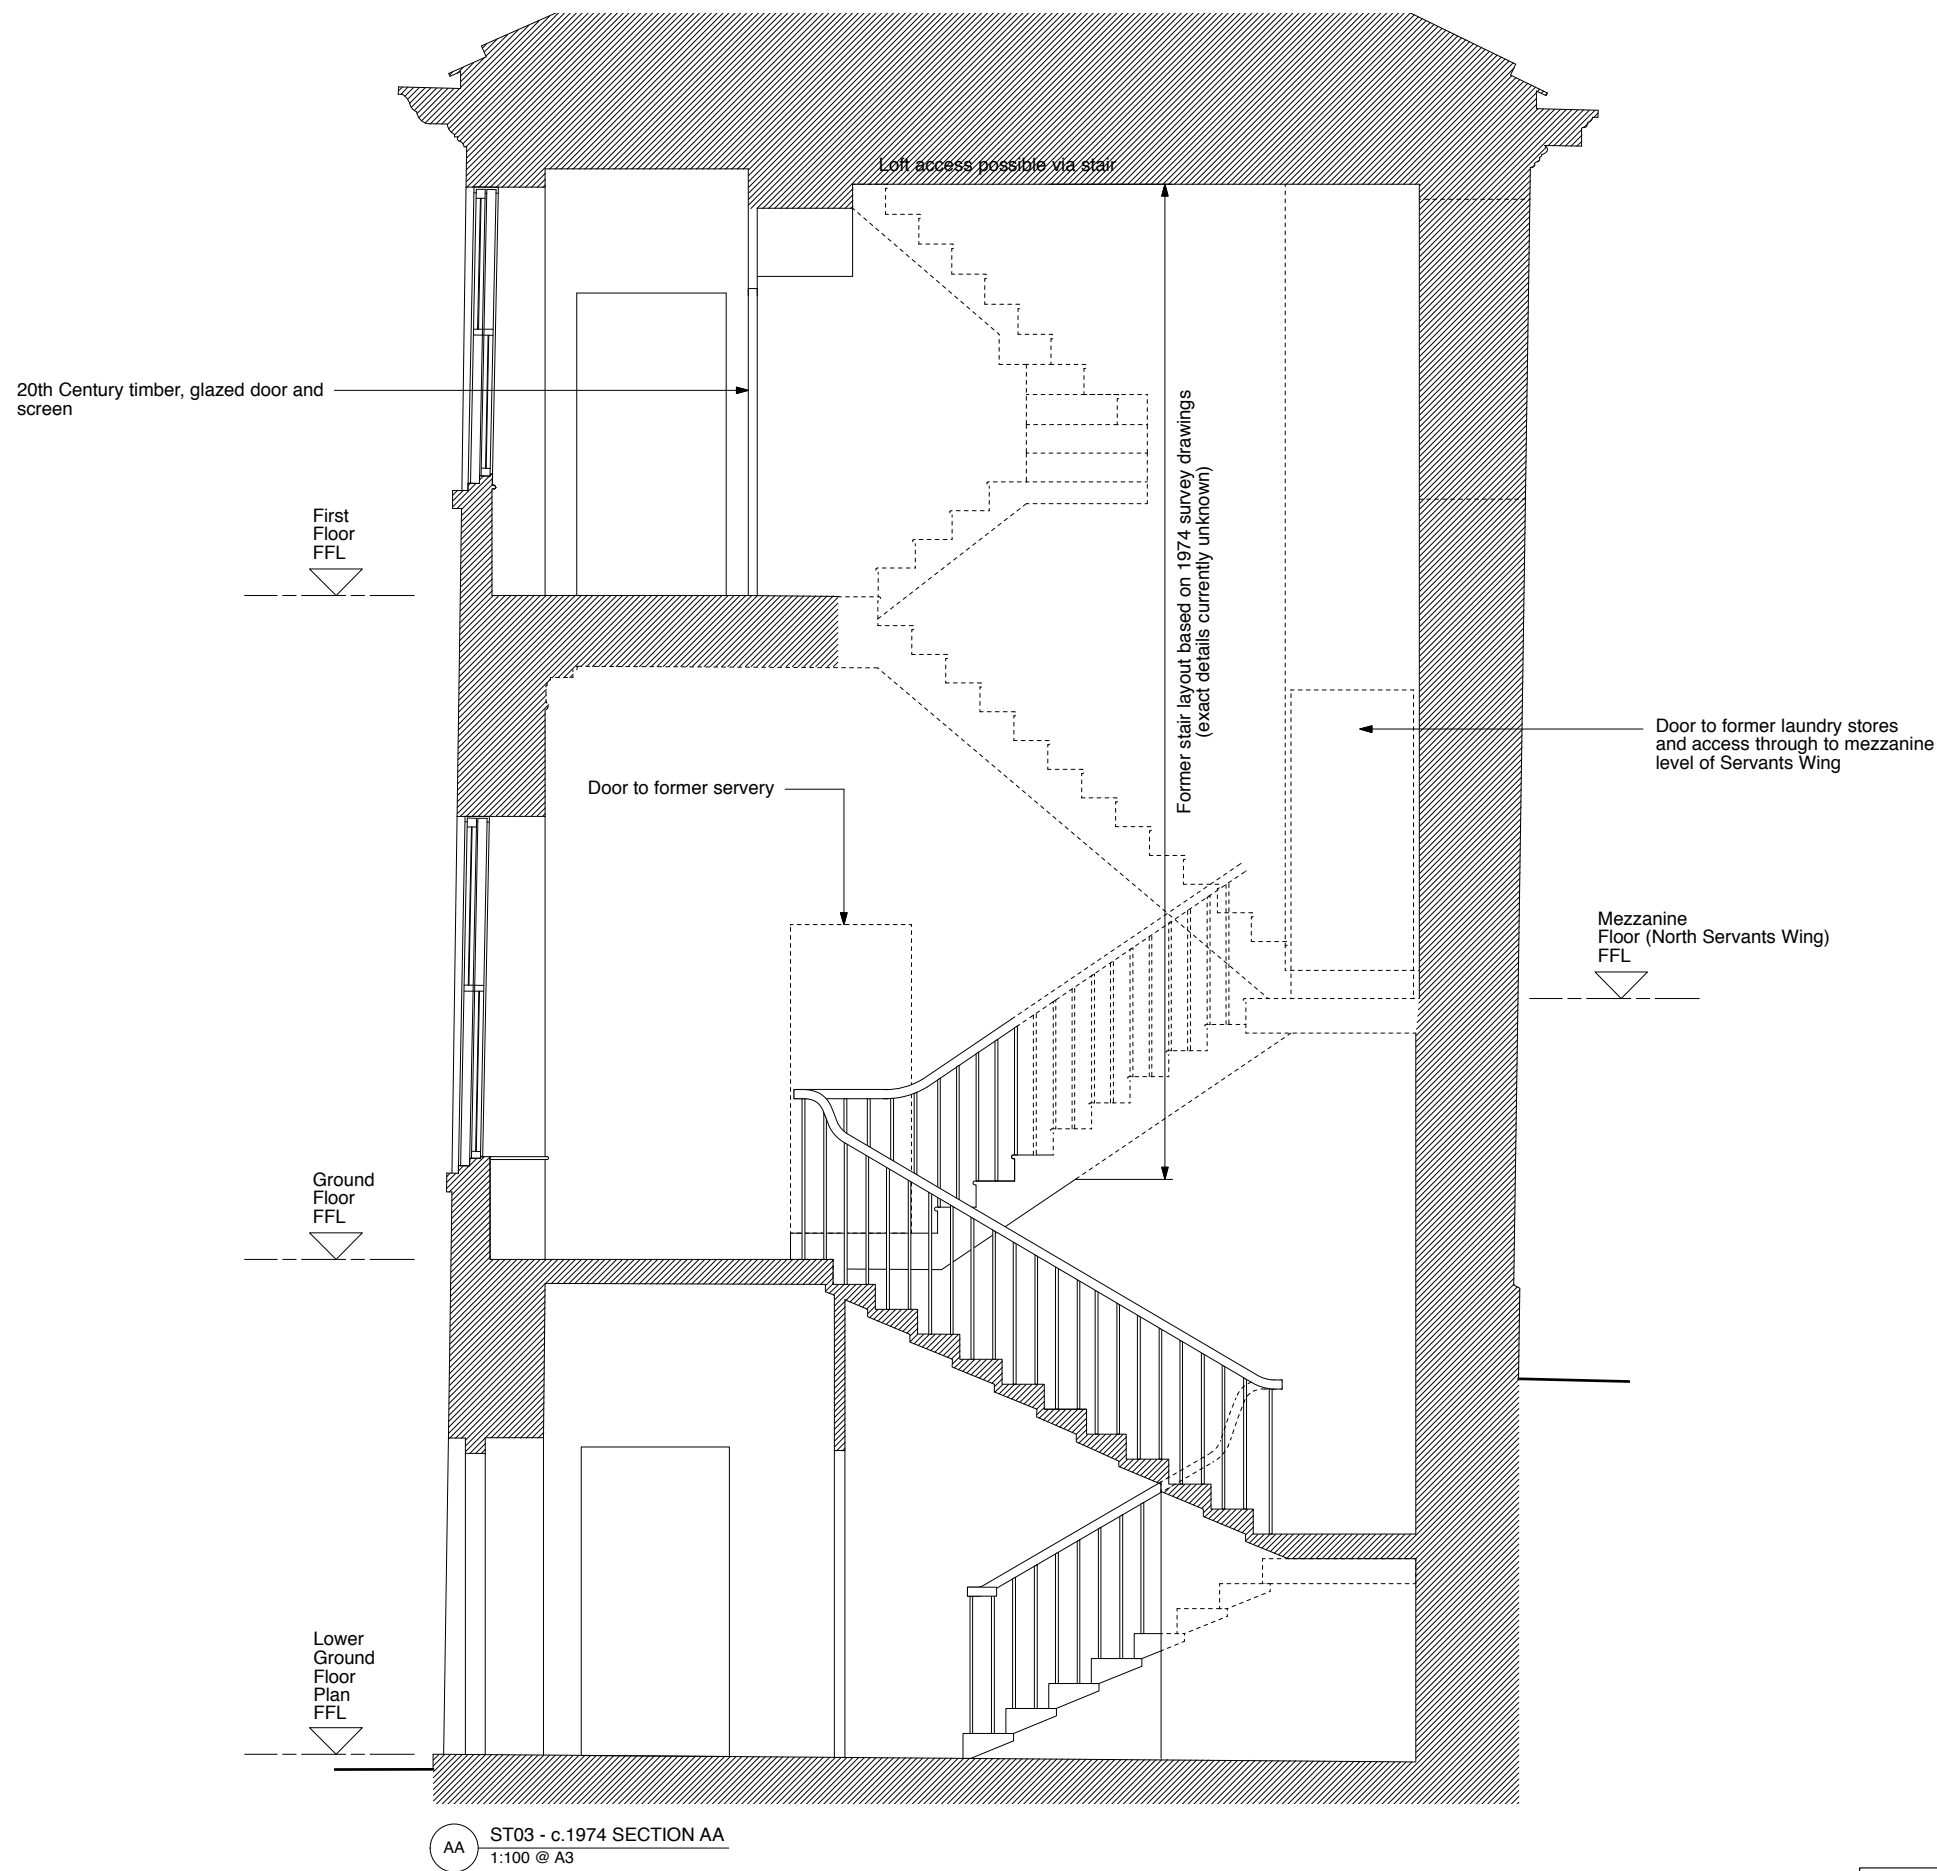 Loft access possible via stair
20th Century timber, glazed door and
screen
Former stair layout based on 1974 survey drawings
(exact details currently unknown)
First
Floor
FFL
Door to former laundry stores
and access through to mezzanine
level of Servants Wing
Door to former servery
Mezzanine
Floor (North Servants Wing)
FFL
Ground
Floor
FFL
Lower
Ground
Floor
Plan
FFL
AA
ST03 - c.1974 SECTION AA
1:100 @ A3